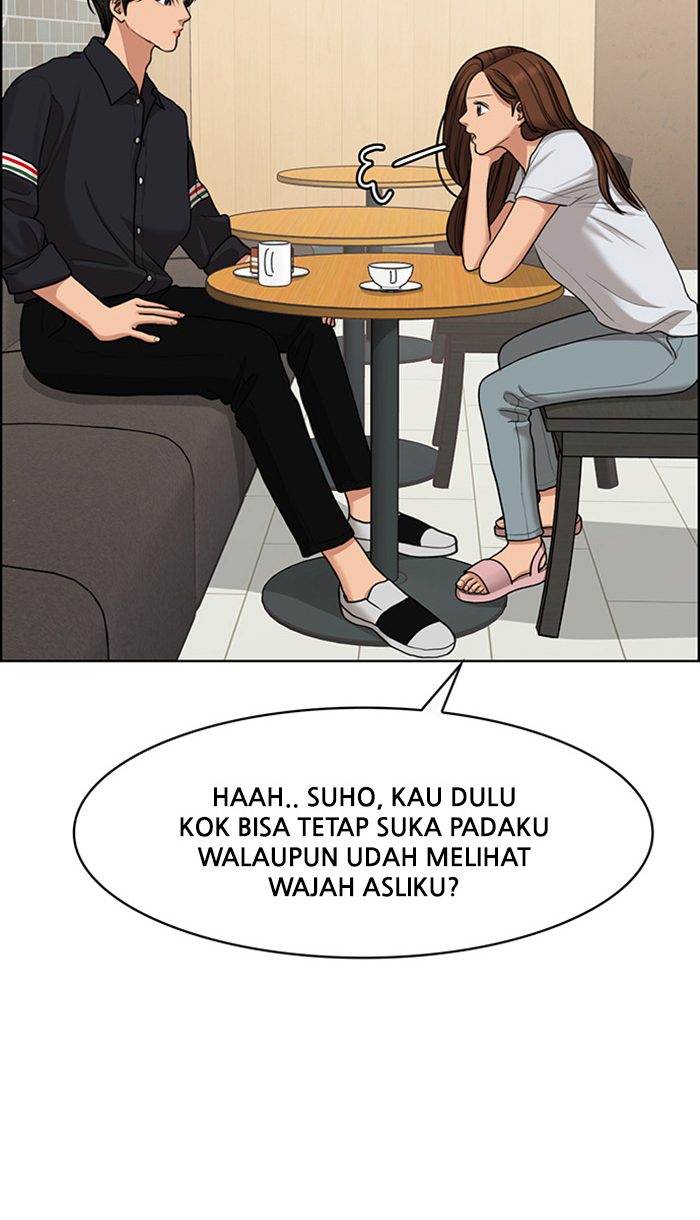 HAAH.. SUHO, KAU DULU
KOK BISA TETAP SUKA PADAKU
WALAUPUN UDAH MELIHAT
WAJAH ASLIKU?